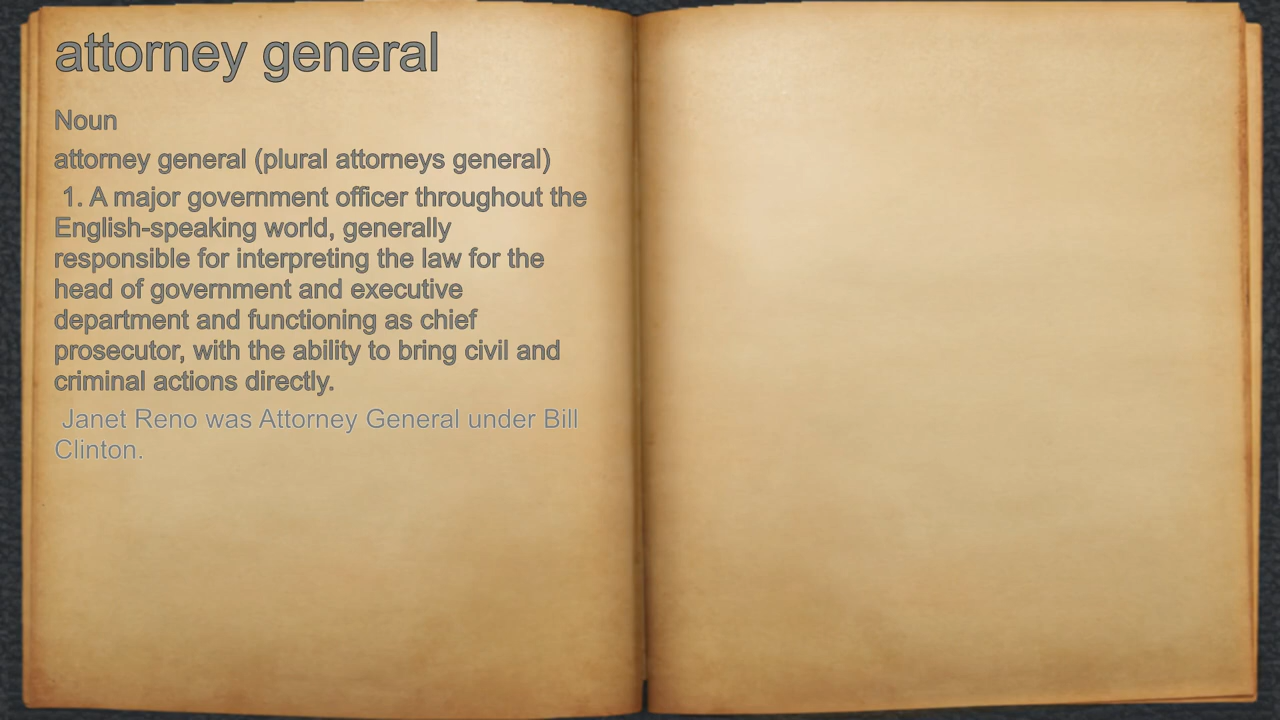 attorney general
Noun
attorney general (plural attorneys general)
1. A major government officer throughout the
English-speaking world, generally
responsible for interpreting the law for the
head of government and executive
department and functioning as chief
prosecutor, with the ability to bring civil and
criminal actions directly.
Janet Reno was Attorney General under Bill
Clinton.